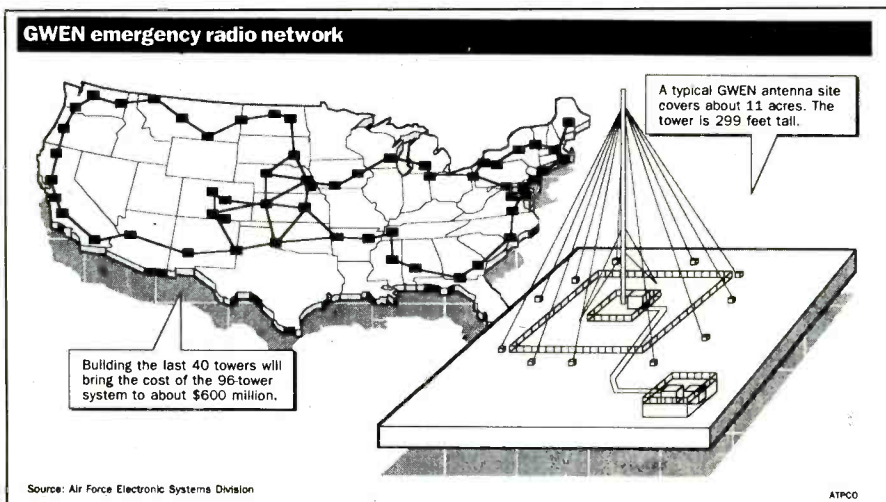 GWEN emergency radio network
A typical GWEN antenna site
covers about 11 acres. The
tower is 299 feet tall.
Building the last 40 towers will
bring the cost of the 96-tower
system to about $600 million.
Source: Air Force Electronic Systems Division
ATPCO